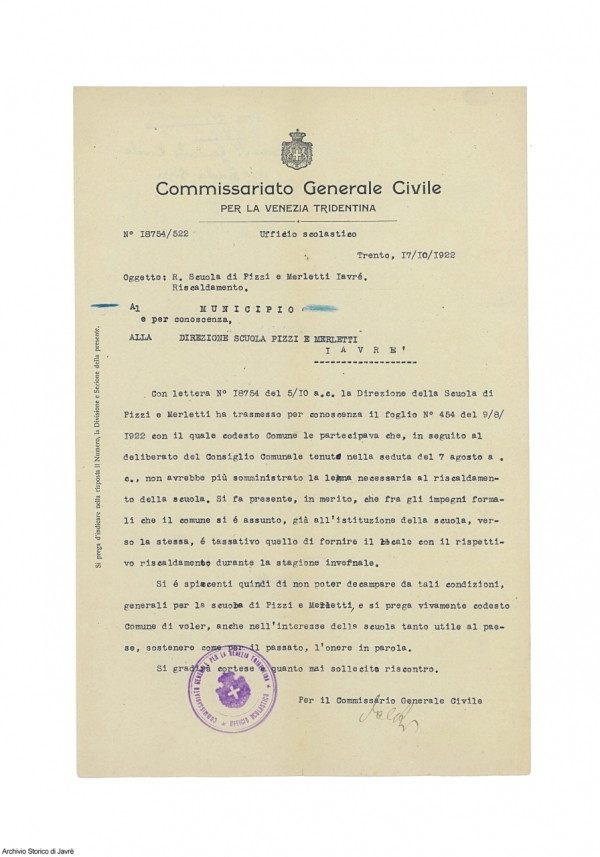 Commissariato Generale Civile
PER LA VENEZIA TRIDENTINA
N° I8754/522 Ufficio scolastico
Trento, 17/IO/1922
Oggetto: R. Scuola di Pizzi e Merletti Iavré.
Riscaldamento.
Al MUNICIPIO
e per conoscenza,
ALLA DIREZIONE SCUOLA PIZZI E MERLETTI
IAVRE'
Con lettera N° I8754 del 5/IO a.c. la Direzione della Scuola di
Pizzi e Merletti ha trasmesso per conoscenza il foglio N° 454 del 9/8/
1922 con il quale codesto Comune le partecipava che, in seguito al
deliberato del Consiglio Comunale tenuto nella seduta del 7 agosto a.
c., non avrebbe più somministrato la legna necessaria al riscaldamen-
to della scuola. Si fa presente, in merito, che fra gli impegni forma-
li che il comune si é assunto, già all'istituzione della scuola, ver-
so la stessa, é tassativo quello di fornire il locale con il rispetti-
vo riscaldamento durante la stagione invernale.
Si é spiacenti quindi di non poter decampare da tali condizioni,
generali per la scuola di Pizzi e Merletti, e si prega vivamente codesto
Comune di voler, anche nell'interesse della scuola tanto utile al pae-
se, sostenere come per il passato, l'onere in parola.
Si gradirà cortese e quanto mai sollecito riscontro.
Per il Commissario Generale Civile
COMMISSARIATO GENERALE PER LA VENEZIA TRIDENTINA
UFFICIO SCOLASTICO
Si prega d'indicare nella risposta il Numero, la Divisione e Sezione della presente.
Archivio Storico di Javrè